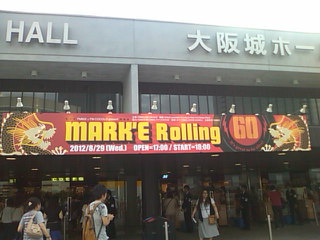 HALL
大阪城ホー
MARK'E Rolling
60
2012/8/29 (Wed.) OPEN=17:00 / START=18:00